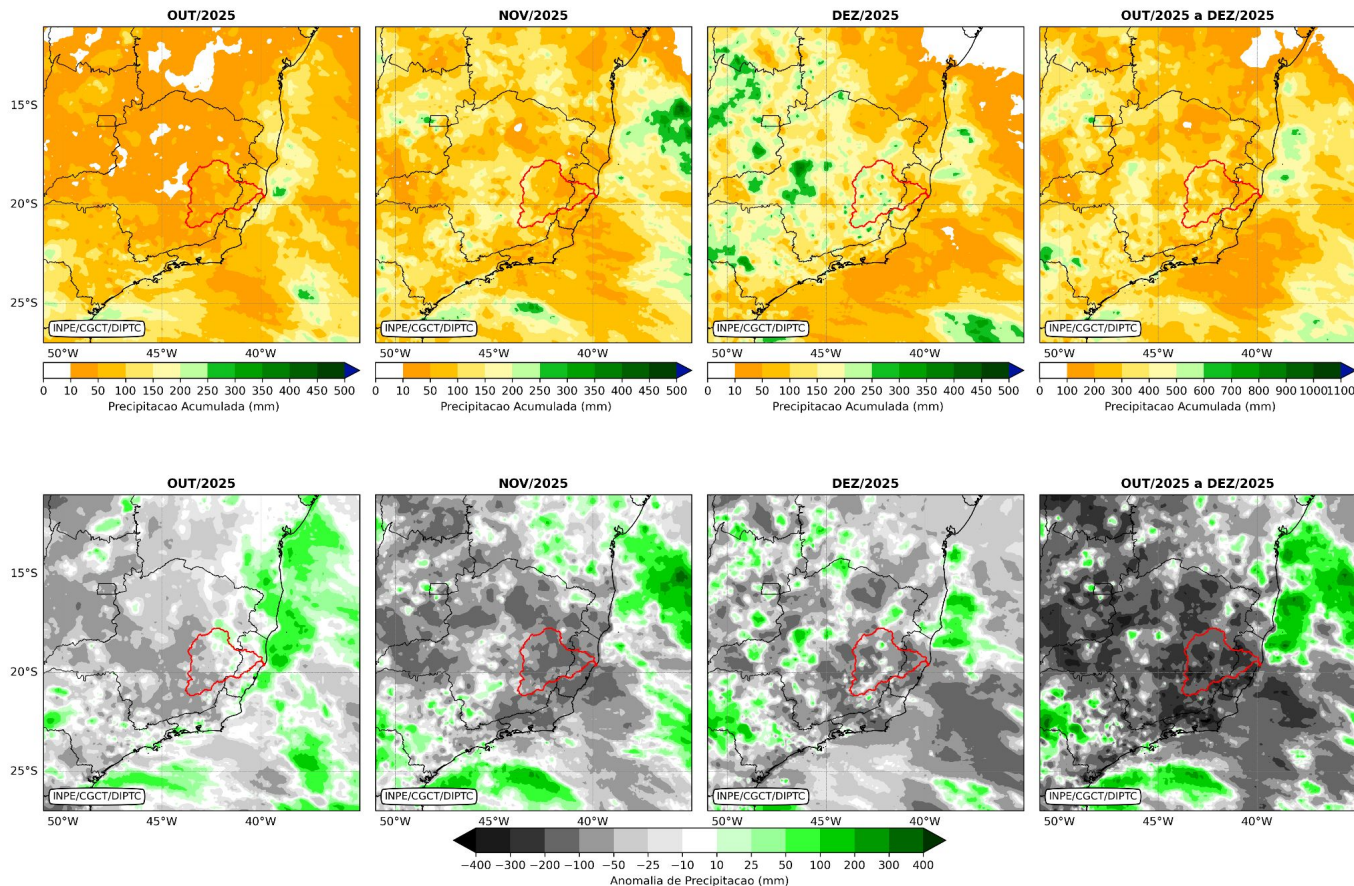 OUT/2025 NOV/2025 DEZ/2025 OUT/2025 a DEZ/2025
15°S
20°S
25°S
INPE/CGCT/DIPTC INPE/CGCT/DIPTC INPE/CGCT/DIPTC INPE/CGCT/DIPTC
50°W 45°W 40°W 50°W 45°W 40°W 50°W 45°W 40°W 50°W 45°W 40°W
0 10 50 100 150 200 250 300 350 400 450 500 0 10 50 100 150 200 250 300 350 400 450 500 0 10 50 100 150 200 250 300 350 400 450 500 0 100 200 300 400 500 600 700 800 900 1000 1100
Precipitacao Acumulada (mm) Precipitacao Acumulada (mm) Precipitacao Acumulada (mm) Precipitacao Acumulada (mm)
OUT/2025 NOV/2025 DEZ/2025 OUT/2025 a DEZ/2025
15°S
20°S
25°S
INPE/CGCT/DIPTC INPE/CGCT/DIPTC INPE/CGCT/DIPTC INPE/CGCT/DIPTC
50°W 45°W 40°W 50°W 45°W 40°W 50°W 45°W 40°W 50°W 45°W 40°W
−400 −300 −200 −100 −50 −25 −10 10 25 50 100 200 300 400
Anomalia de Precipitacao (mm)